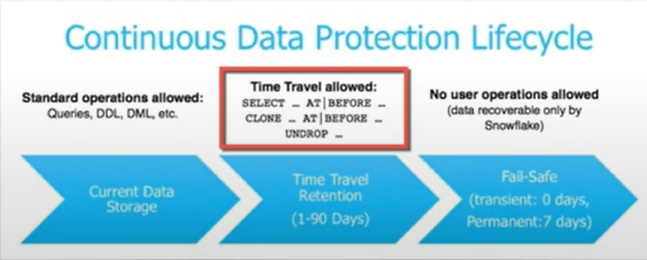 Continuous Data Protection Lifecycle
Standard operations allowed:
Queries, DDL, DML, etc.
Time Travel allowed:
SELECT … AT|BEFORE …
CLONE … AT|BEFORE …
UNDROP …
No user operations allowed
(data recoverable only by
Snowflake)
Current Data
Storage
Time Travel
Retention
(1-90 Days)
Fail-Safe
(transient: 0 days,
Permanent:7 days)